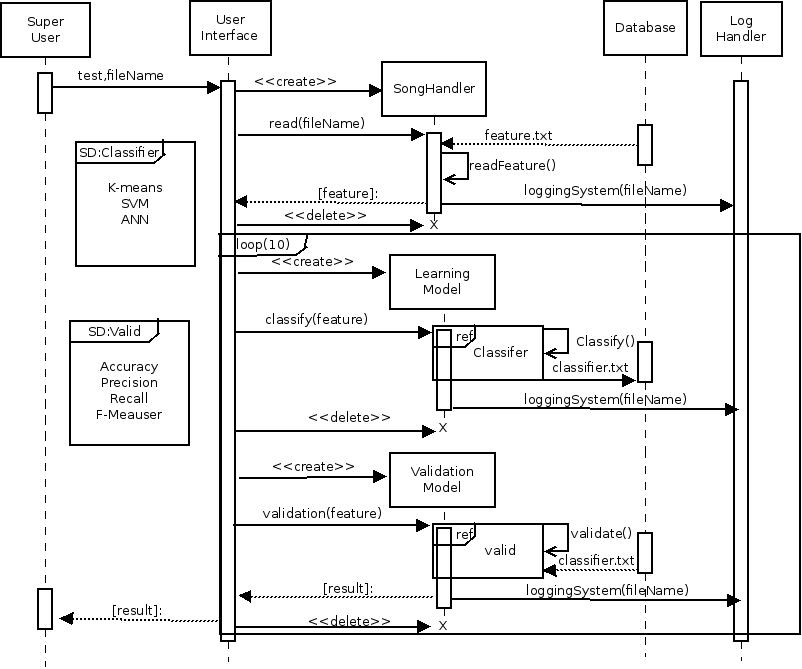 Super
User
User
Interface
Database
Log
Handler
test,fileName
<<create>>
SongHandler
read(fileName)
feature.txt
SD:Classifier
K-means
SVM
ANN
readFeature()
[feature]:
loggingSystem(fileName)
<<delete>>
X
loop(10)
<<create>>
Learning
Model
SD:Valid
Accuracy
Precision
Recall
F-Meauser
classify(feature)
ref
Classifer
Classify()
classifier.txt
loggingSystem(fileName)
<<delete>>
X
<<create>>
Validation
Model
validation(feature)
ref
valid
validate()
classifier.txt
[result]:
loggingSystem(fileName)
[result]:
<<delete>>
X